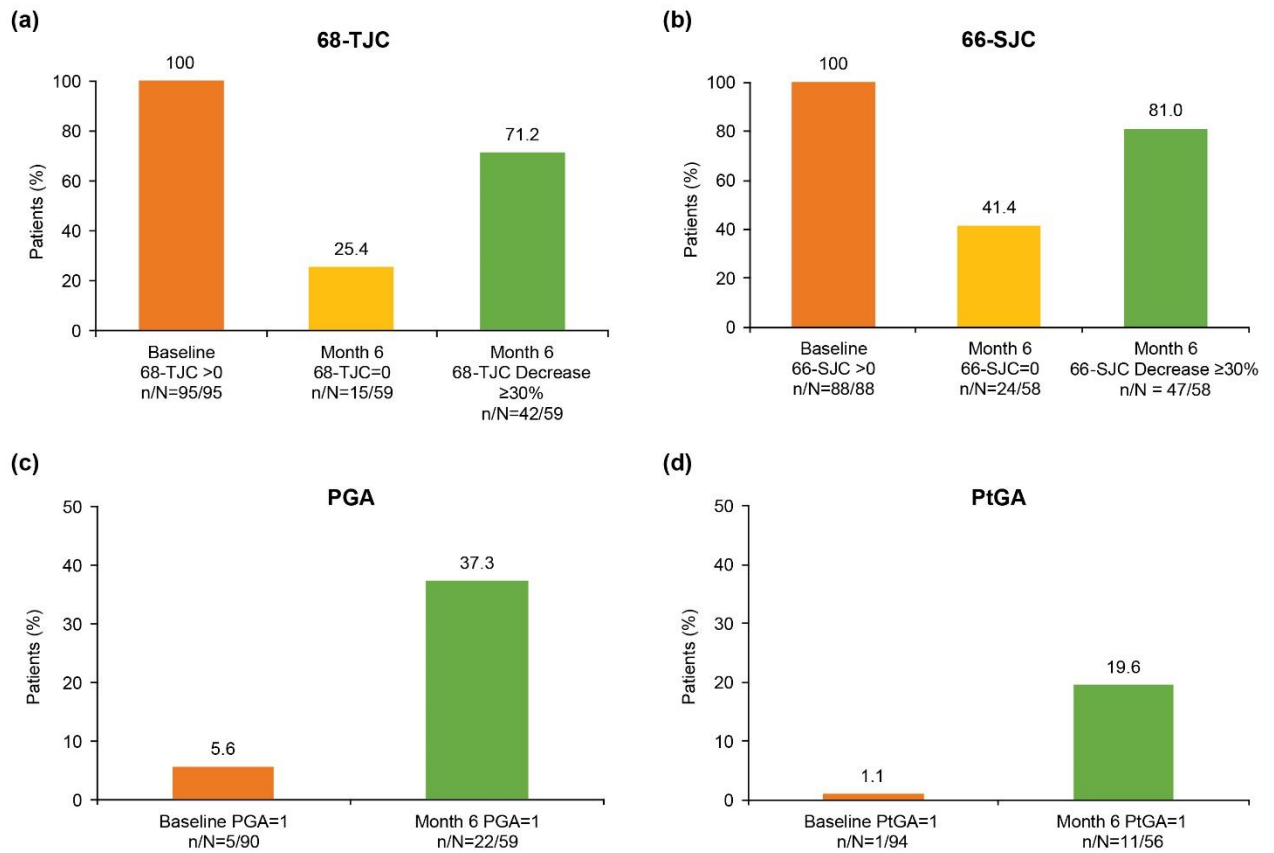 (a)
68-TJC
Patients (%)
100
80
60
40
20
0
100
25.4
71.2
Baseline
68-TJC >0
n/N=95/95
Month 6
68-TJC=0
n/N=15/59
Month 6
68-TJC Decrease
≥30%
n/N=42/59
(b)
66-SJC
Patients (%)
100
80
60
40
20
0
100
41.4
81.0
Baseline
66-SJC >0
n/N=88/88
Month 6
66-SJC=0
n/N=24/58
Month 6
66-SJC Decrease ≥30%
n/N = 47/58
(c)
PGA
Patients (%)
50
40
30
20
10
0
5.6
37.3
Baseline PGA=1
n/N=5/90
Month 6 PGA=1
n/N=22/59
(d)
PtGA
Patients (%)
50
40
30
20
10
0
1.1
19.6
Baseline PtGA=1
n/N=1/94
Month 6 PtGA=1
n/N=11/56